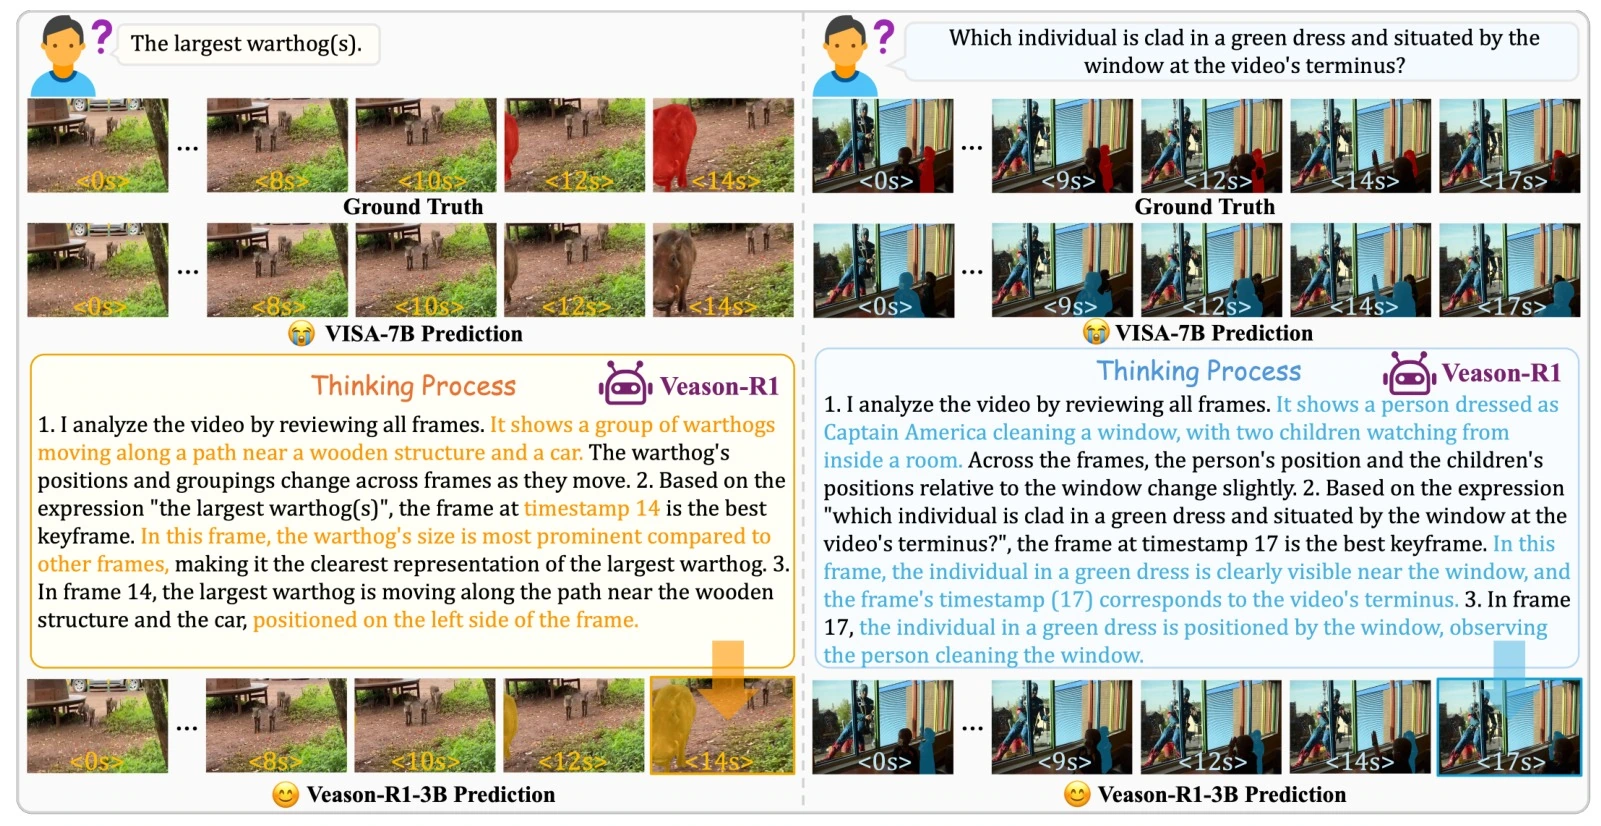 ?
The largest warthog(s).
<0s> ... <8s> <10s> <12s> <14s>
Ground Truth
<0s> ... <8s> <10s> <12s> <14s>
VISA-7B Prediction
Thinking Process
Veason-R1
1. I analyze the video by reviewing all frames. It shows a group of warthogs
moving along a path near a wooden structure and a car. The warthog's
positions and groupings change across frames as they move. 2. Based on the
expression "the largest warthog(s)", the frame at timestamp 14 is the best
keyframe. In this frame, the warthog's size is most prominent compared to
other frames, making it the clearest representation of the largest warthog. 3.
In frame 14, the largest warthog is moving along the path near the wooden
structure and the car, positioned on the left side of the frame.
<0s> ... <8s> <10s> <12s> <14s>
Veason-R1-3B Prediction
?
Which individual is clad in a green dress and situated by the
window at the video's terminus?
<0s> ... <9s> <12s> <14s> <17s>
Ground Truth
<0s> ... <9s> <12s> <14s> <17s>
VISA-7B Prediction
Thinking Process
Veason-R1
1. I analyze the video by reviewing all frames. It shows a person dressed as
Captain America cleaning a window, with two children watching from
inside a room. Across the frames, the person's position and the children's
positions relative to the window change slightly. 2. Based on the expression
"which individual is clad in a green dress and situated by the window at the
video's terminus?", the frame at timestamp 17 is the best keyframe. In this
frame, the individual in a green dress is clearly visible near the window, and
the frame's timestamp (17) corresponds to the video's terminus. 3. In frame
17, the individual in a green dress is positioned by the window, observing
the person cleaning the window.
<0s> ... <9s> <12s> <14s> <17s>
Veason-R1-3B Prediction